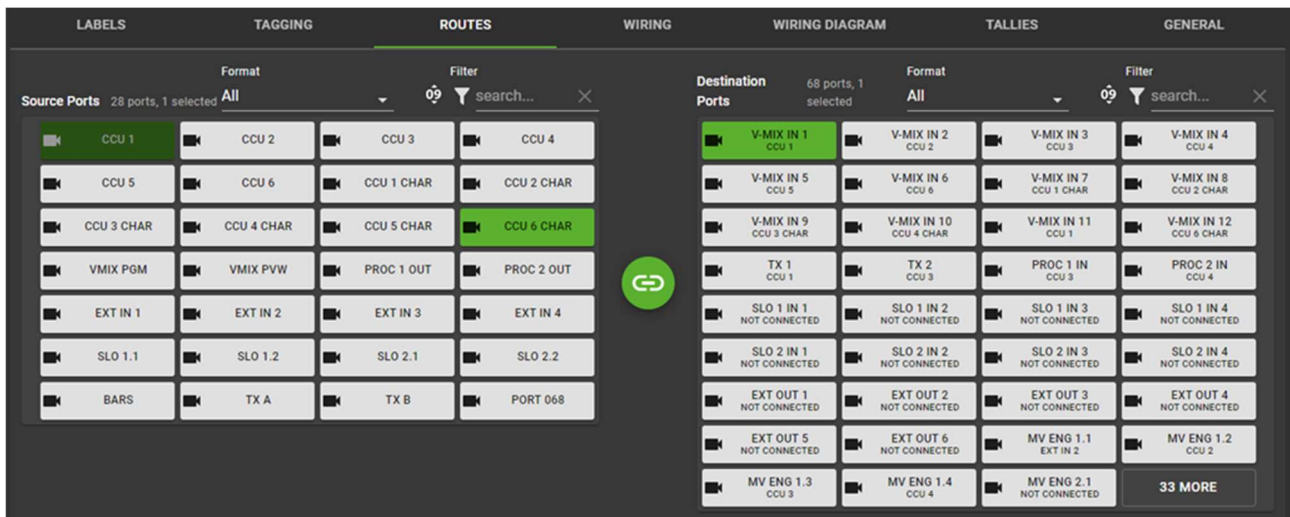 LABELS TAGGING ROUTES WIRING WIRING DIAGRAM TALLIES GENERAL
Source Ports 28 ports, 1 selected Format All 09 Filter search...
CCU 1 CCU 2 CCU 3 CCU 4
CCU 5 CCU 6 CCU 1 CHAR CCU 2 CHAR
CCU 3 CHAR CCU 4 CHAR CCU 5 CHAR CCU 6 CHAR
VMIX PGM VMIX PVW PROC 1 OUT PROC 2 OUT
EXT IN 1 EXT IN 2 EXT IN 3 EXT IN 4
SLO 1.1 SLO 1.2 SLO 2.1 SLO 2.2
BARS TX A TX B PORT 068
Destination Ports 68 ports, 1 selected Format All 09 Filter search...
V-MIX IN 1 V-MIX IN 2 V-MIX IN 3 V-MIX IN 4
CCU 1 CCU 2 CCU 3 CCU 4
V-MIX IN 5 V-MIX IN 6 V-MIX IN 7 V-MIX IN 8
CCU 5 CCU 6 CCU 1 CHAR CCU 2 CHAR
V-MIX IN 9 V-MIX IN 10 V-MIX IN 11 V-MIX IN 12
CCU 3 CHAR CCU 4 CHAR CCU 1 CCU 6 CHAR
TX 1 TX 2 PROC 1 IN PROC 2 IN
CCU 1 CCU 3 CCU 3 CCU 4
SLO 1 IN 1 SLO 1 IN 2 SLO 1 IN 3 SLO 1 IN 4
NOT CONNECTED NOT CONNECTED NOT CONNECTED NOT CONNECTED
SLO 2 IN 1 SLO 2 IN 2 SLO 2 IN 3 SLO 2 IN 4
NOT CONNECTED NOT CONNECTED NOT CONNECTED NOT CONNECTED
EXT OUT 1 EXT OUT 2 EXT OUT 3 EXT OUT 4
NOT CONNECTED NOT CONNECTED NOT CONNECTED NOT CONNECTED
EXT OUT 5 EXT OUT 6 MV ENG 1.1 MV ENG 1.2
NOT CONNECTED NOT CONNECTED EXT IN 2 CCU 2
MV ENG 1.3 MV ENG 1.4 MV ENG 2.1 33 MORE
CCU 3 CCU 4 NOT CONNECTED